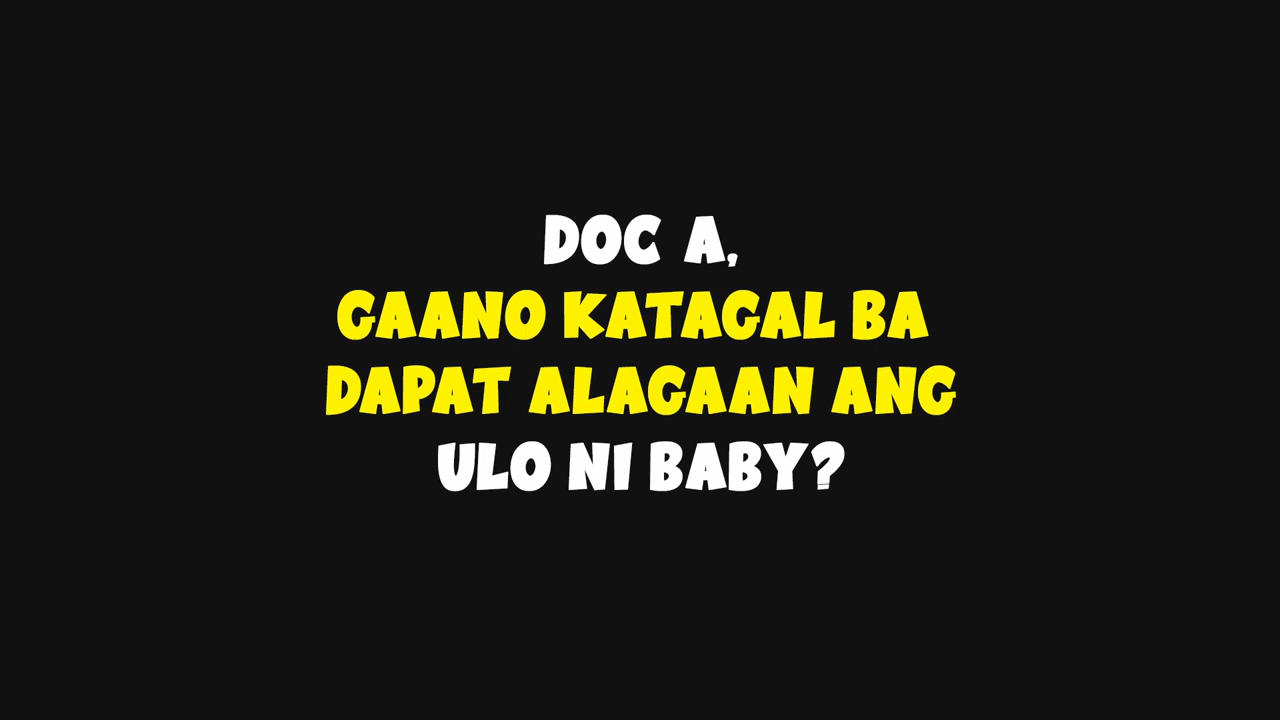 DOC A,
GAANO KATAGAL BA
DAPAT ALAGAAN ANG
ULO NI BABY?